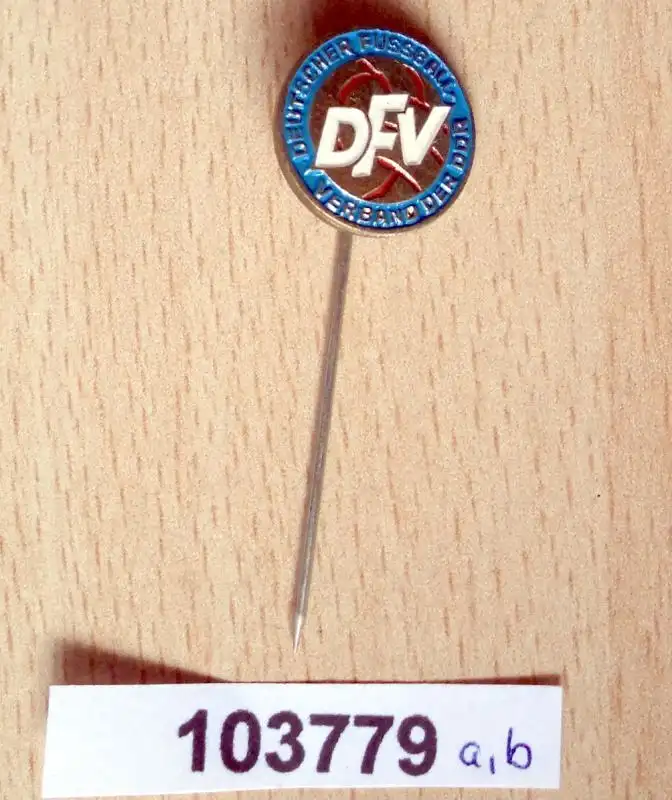 DEUTSCHER FUSSBALL
DFV
VERBAND DER DDR
103779 a,b